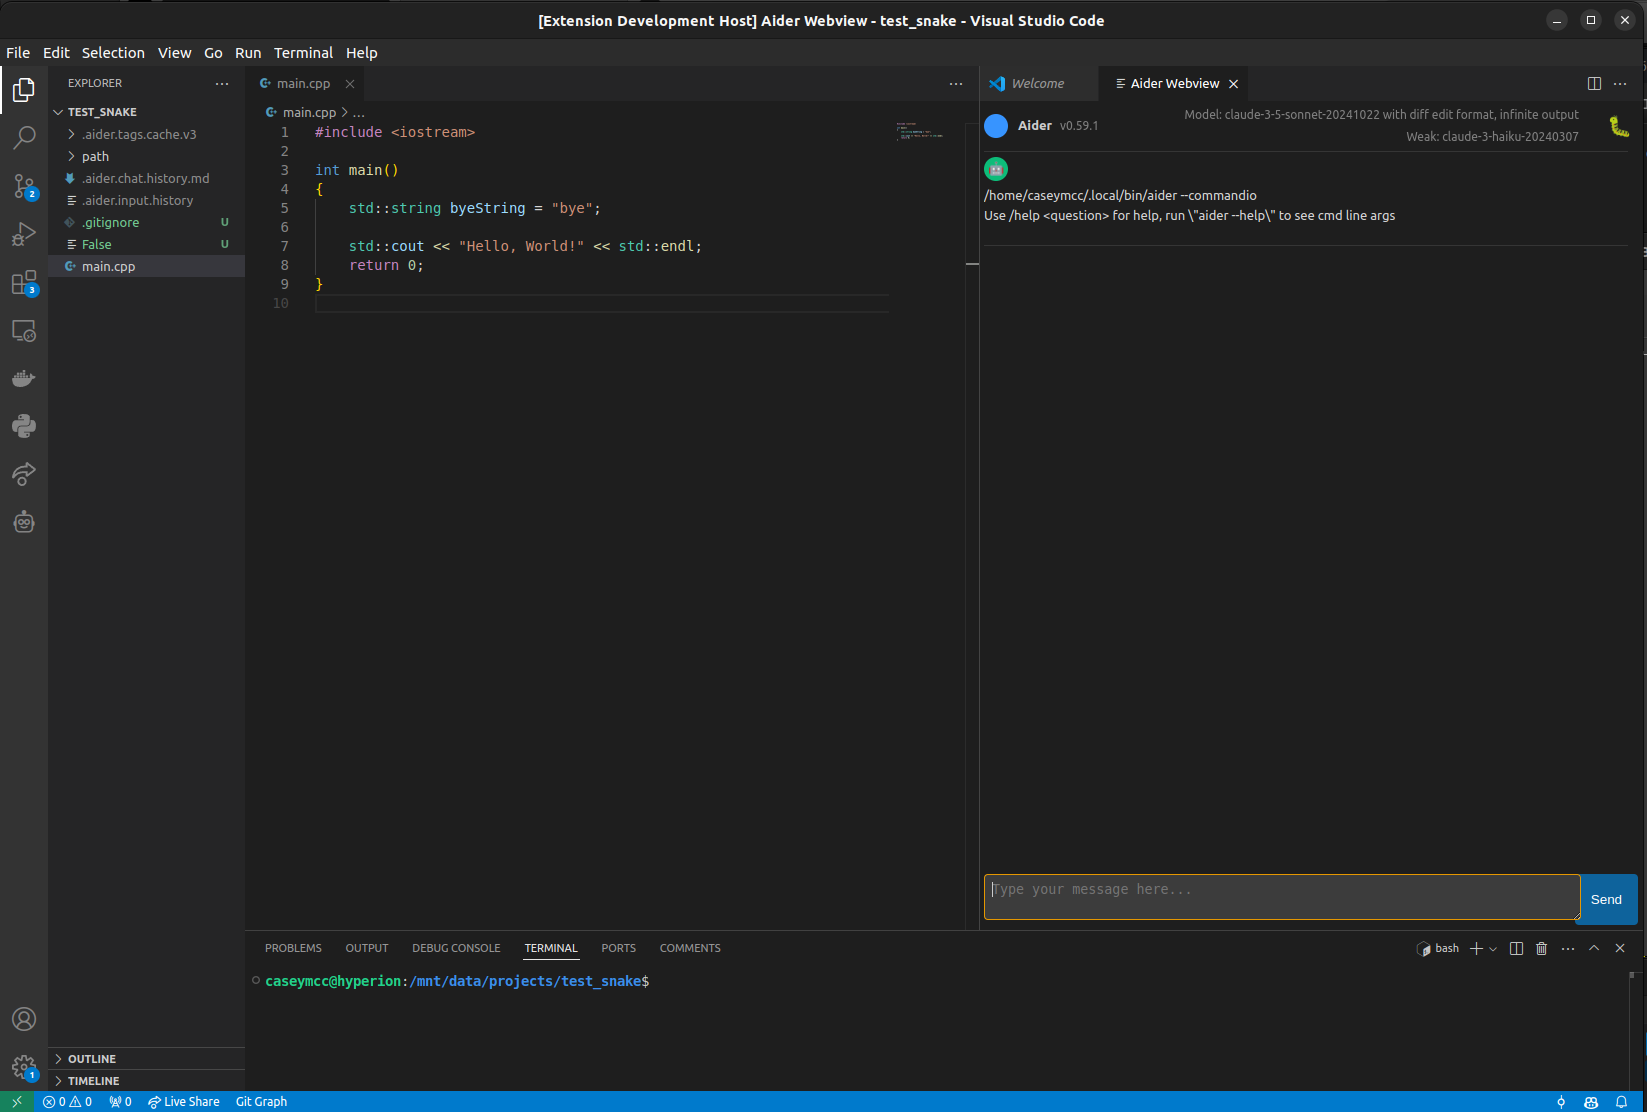 [Extension Development Host] Aider Webview - test_snake - Visual Studio Code
File Edit Selection View Go Run Terminal Help
EXPLORER
TEST_SNAKE
.aider.tags.cache.v3
path
.aider.chat.history.md
.aider.input.history
.gitignore U
False U
main.cpp
OUTLINE
TIMELINE
2
3
1
main.cpp
main.cpp > ...
1 #include <iostream>
2
3 int main()
4 {
5 std::string byeString = "bye";
6
7 std::cout << "Hello, World!" << std::endl;
8 return 0;
9 }
10
Welcome
Aider Webview
Aider v0.59.1
Model: claude-3-5-sonnet-20241022 with diff edit format, infinite output
Weak: claude-3-haiku-20240307
/home/caseymcc/.local/bin/aider --commandio
Use /help <question> for help, run \"aider --help\" to see cmd line args
Type your message here...
Send
PROBLEMS OUTPUT DEBUG CONSOLE TERMINAL PORTS COMMENTS
bash
caseymcc@hyperion:/mnt/data/projects/test_snake$
0 0 0 Live Share Git Graph